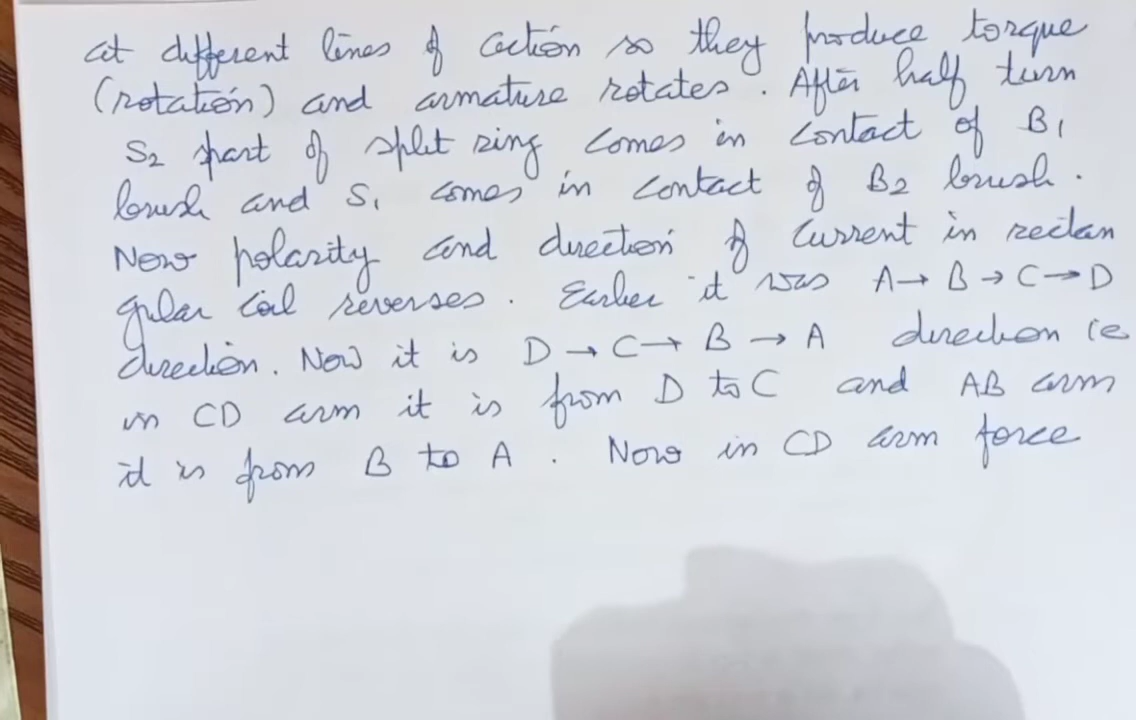 at different lines of action so they produce torque
(rotation) and armature rotates. After half turn
S2 part of split ring comes in contact of B1
brush and S1 comes in contact of B2 brush.
Now polarity and direction of current in rectan
gular coil reverses. Earlier it was A→ B → C → D
direction. Now it is D → C → B → A direction ie
in CD arm it is from D to C and AB arm
it is from B to A. Now in CD arm force